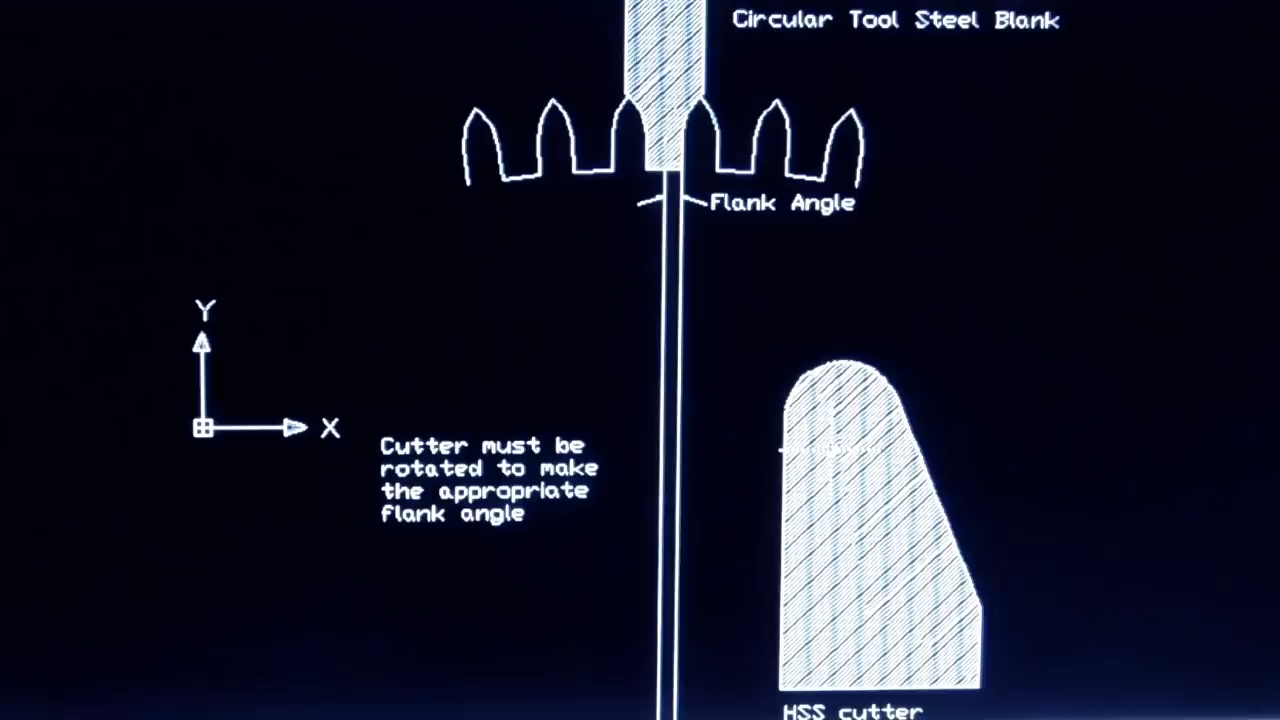 Circular Tool Steel Blank
Flank Angle
Y
X
Cutter must be
rotated to make
the appropriate
flank angle
HSS cutter